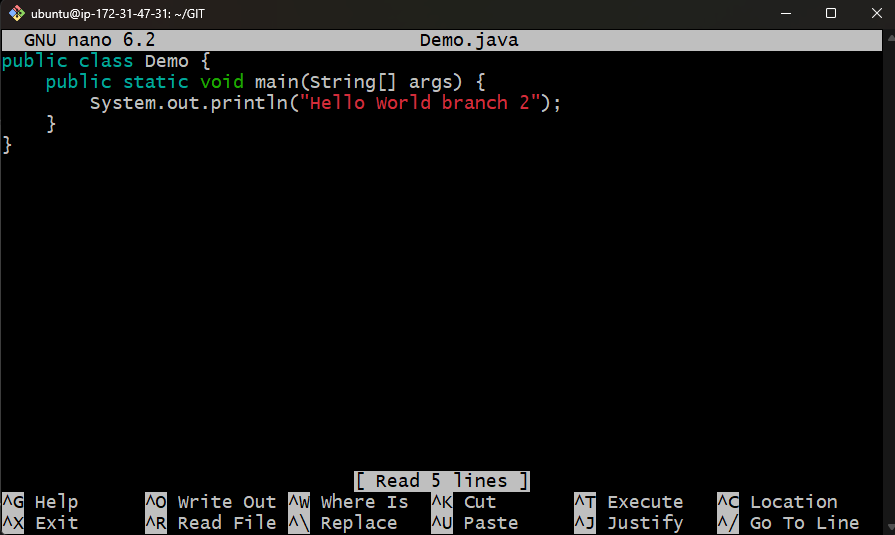 ubuntu@ip-172-31-47-31: ~/GIT
GNU nano 6.2 Demo.java
public class Demo {
    public static void main(String[] args) {
        System.out.println("Hello World branch 2");
    }
}
[ Read 5 lines ]
^G Help ^O Write Out ^W Where Is ^K Cut ^T Execute ^C Location
^X Exit ^R Read File ^\ Replace ^U Paste ^J Justify ^/ Go To Line